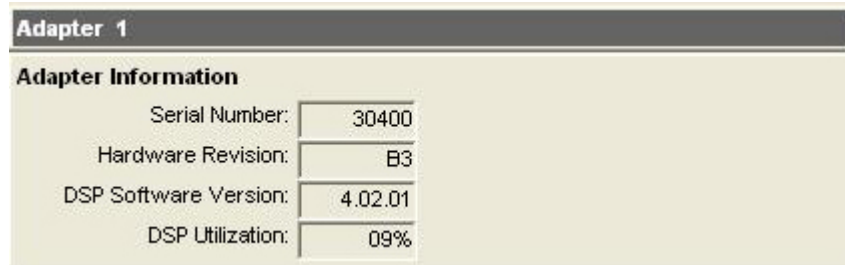 Adapter 1
Adapter Information
Serial Number: 30400
Hardware Revision: B3
DSP Software Version: 4.02.01
DSP Utilization: 09%